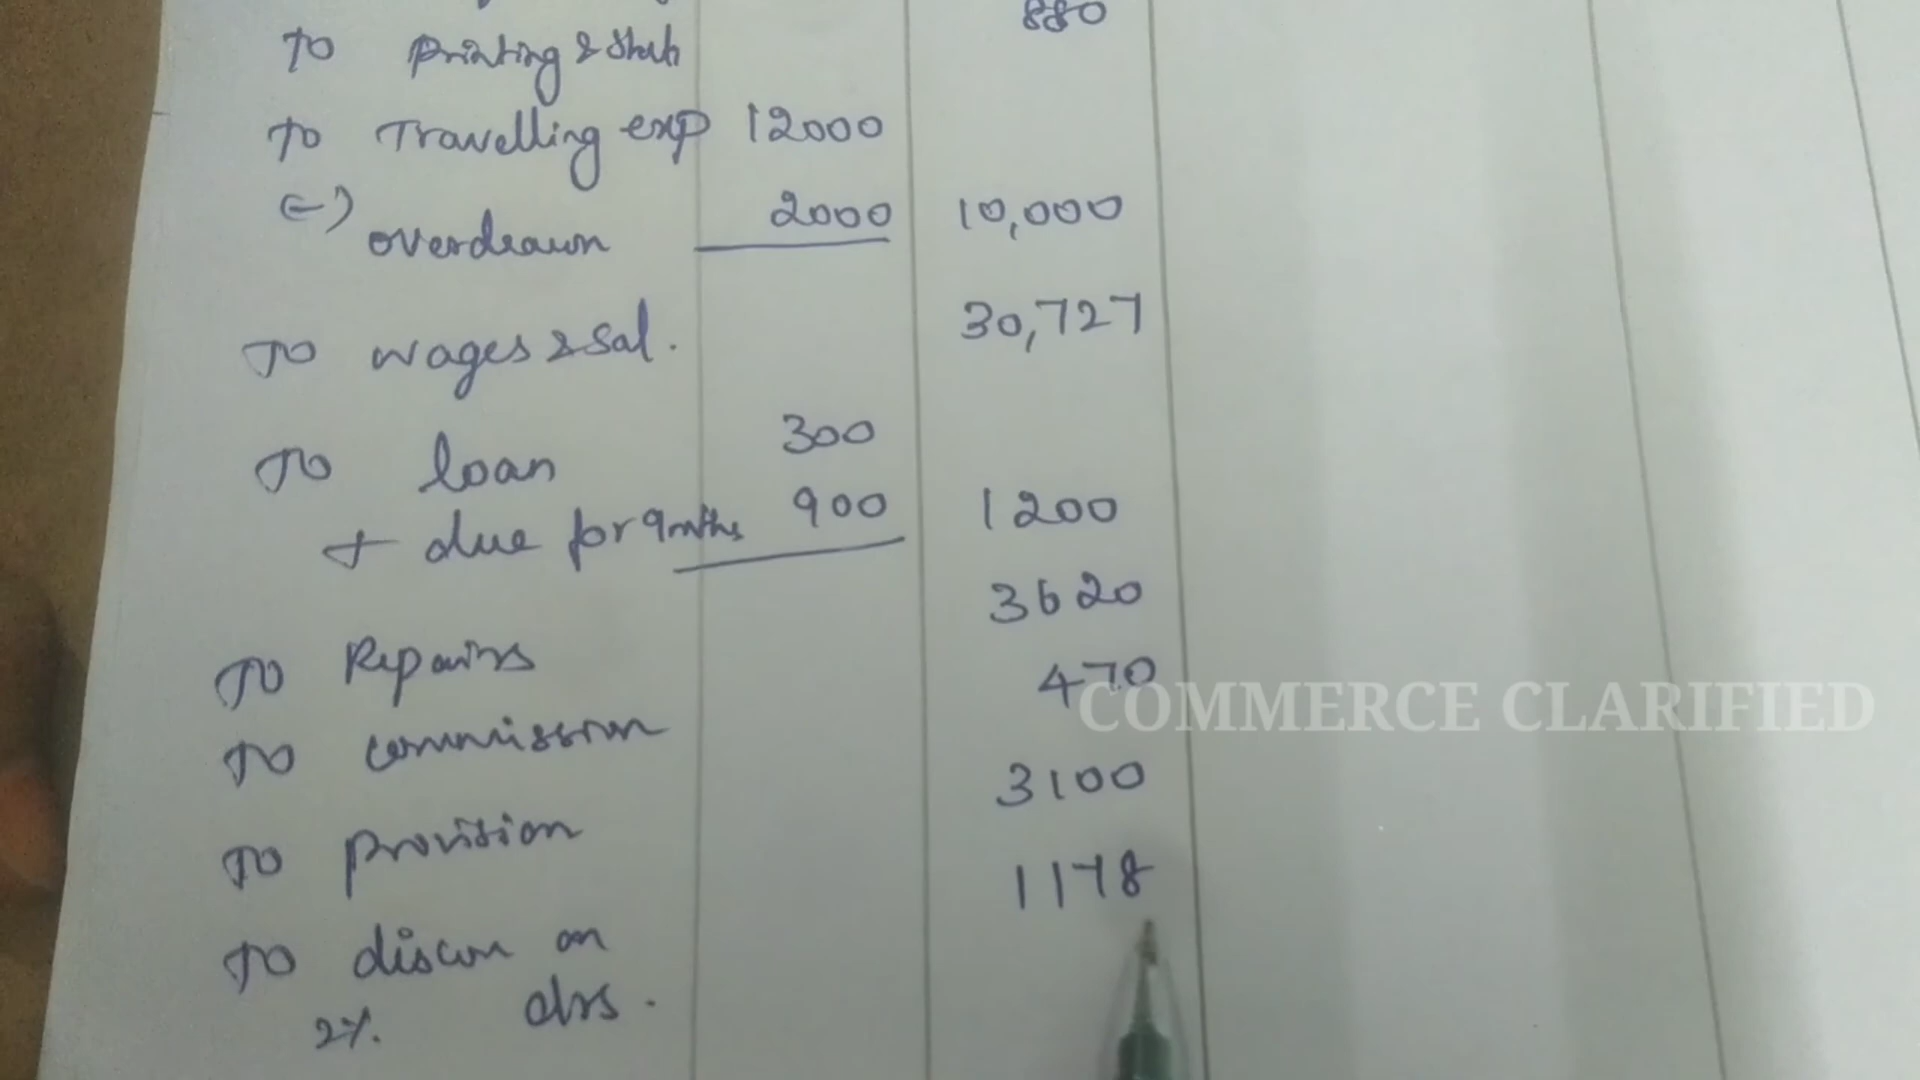 880
To Printing &
To Travelling exp 12000
(-) overdrawn 2000 10,000
To wages & Sal. 30,727
To loan 300
+ due for 9mths 900 1200
3620
To Repairs
470
To commission
3100
To provision
1178
To discon on
2% drs.
COMMERCE CLARIFIED